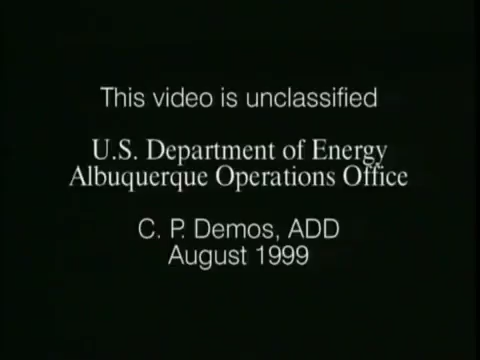 This video is unclassified
U.S. Department of Energy
Albuquerque Operations Office
C. P. Demos, ADD
August 1999